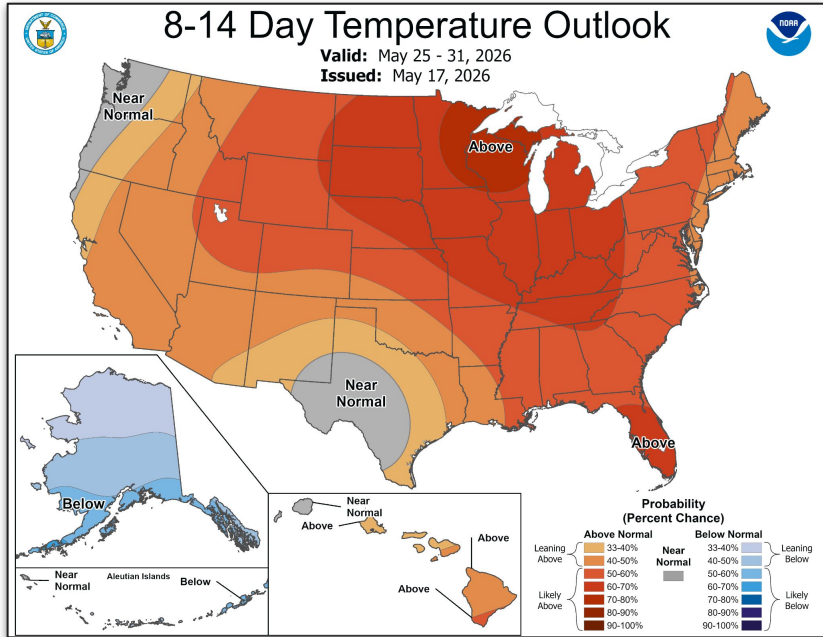 8-14 Day Temperature Outlook
Valid: May 25 - 31, 2026
Issued: May 17, 2026
NOAA
Near
Normal
Above
Near
Normal
Above
Below
Near
Normal
Aleutian Islands
Below
Near
Normal
Above
Above
Above
Probability
(Percent Chance)
Above Normal
Below Normal
Leaning
Above
33-40%
40-50%
Likely
Above
50-60%
60-70%
70-80%
80-90%
90-100%
Near
Normal
33-40%
40-50%
Leaning
Below
50-60%
60-70%
70-80%
80-90%
90-100%
Likely
Below